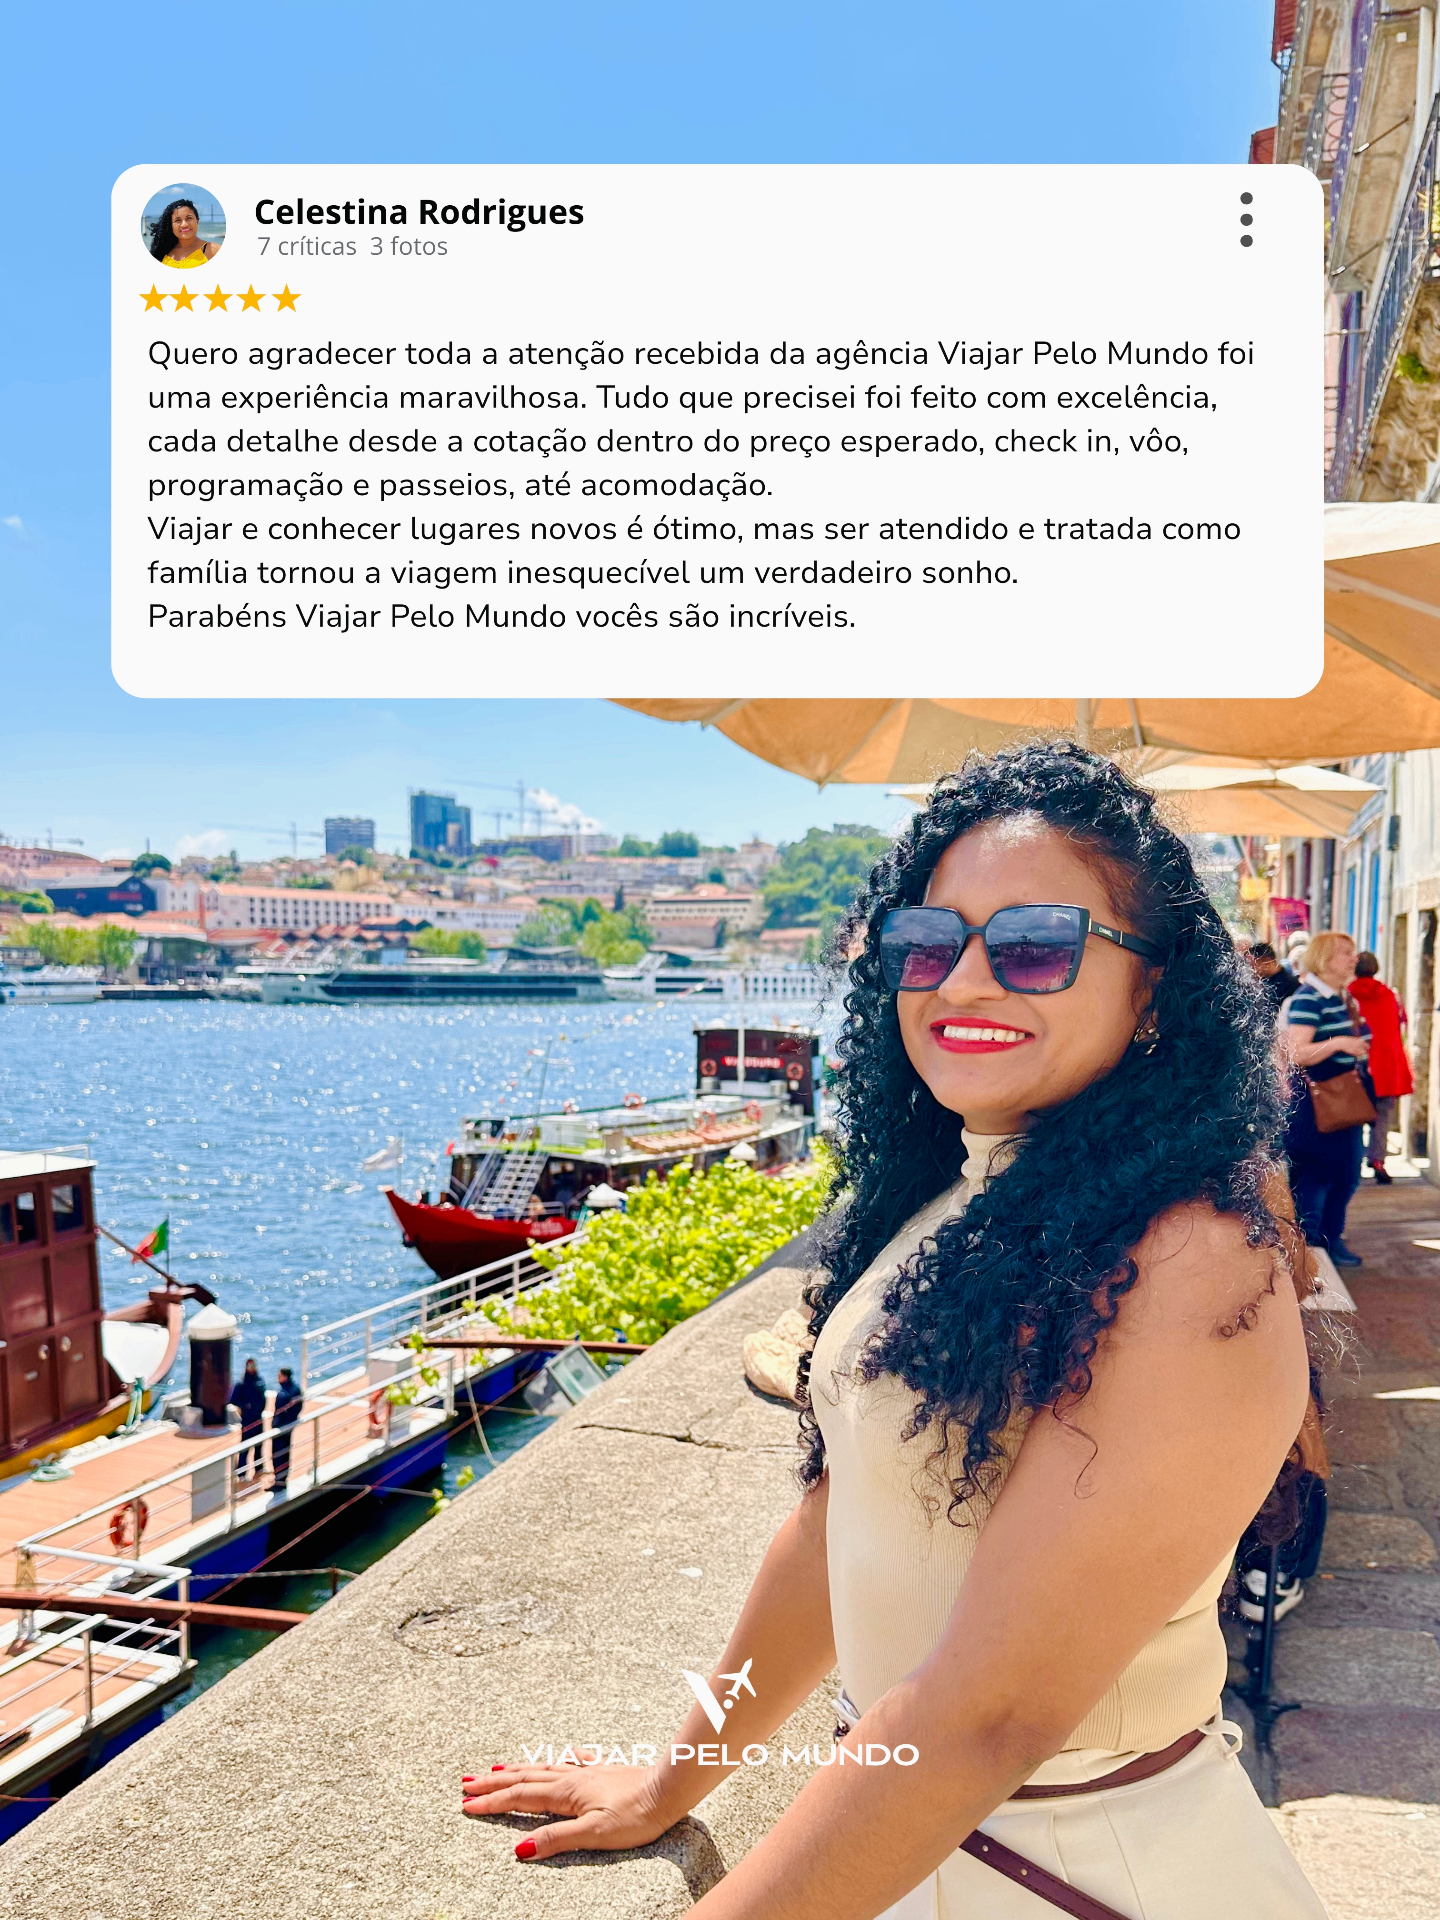 Celestina Rodrigues
7 críticas 3 fotos
Quero agradecer toda a atenção recebida da agência Viajar Pelo Mundo foi
uma experiência maravilhosa. Tudo que precisei foi feito com excelência,
cada detalhe desde a cotação dentro do preço esperado, check in, vôo,
programação e passeios, até acomodação.
Viajar e conhecer lugares novos é ótimo, mas ser atendido e tratada como
família tornou a viagem inesquecível um verdadeiro sonho.
Parabéns Viajar Pelo Mundo vocês são incríveis.
CHANEL
CHANEL
VIAJAR PELO MUNDO